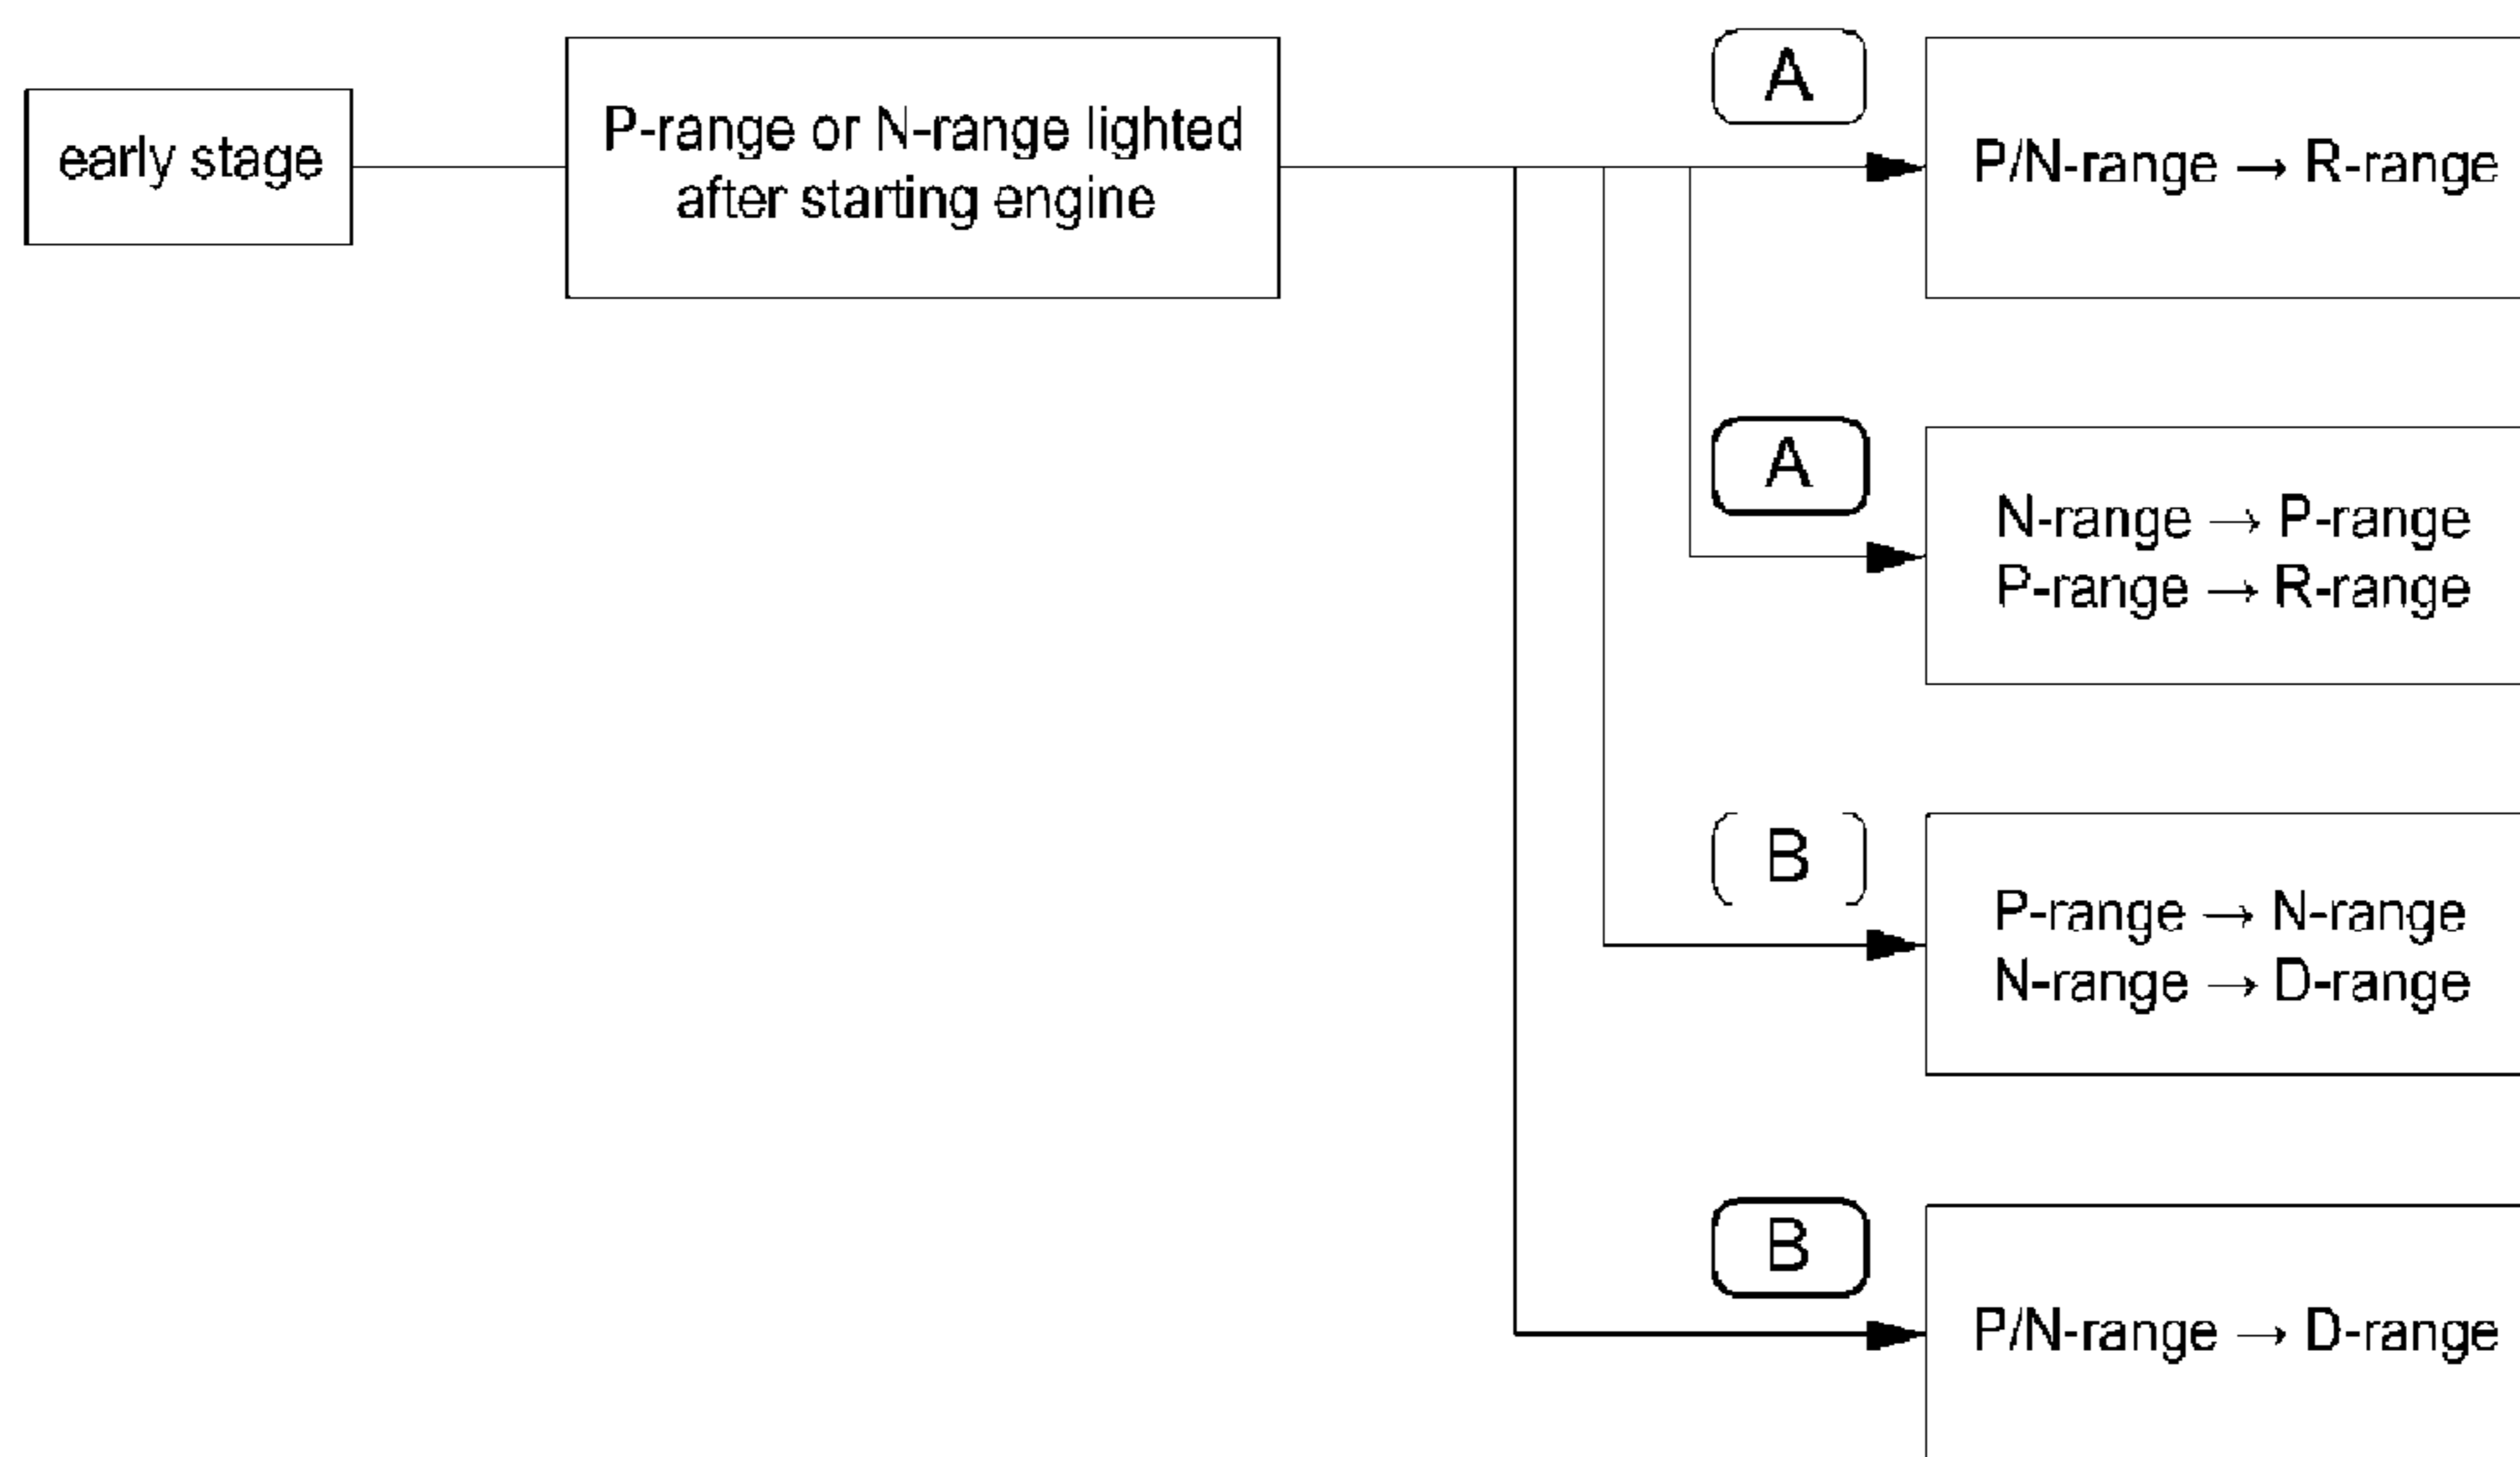 early stage
P-range or N-range lighted
after starting engine
A
P/N-range → R-range
A
N-range → P-range
P-range → R-range
B
P-range → N-range
N-range → D-range
B
P/N-range → D-range